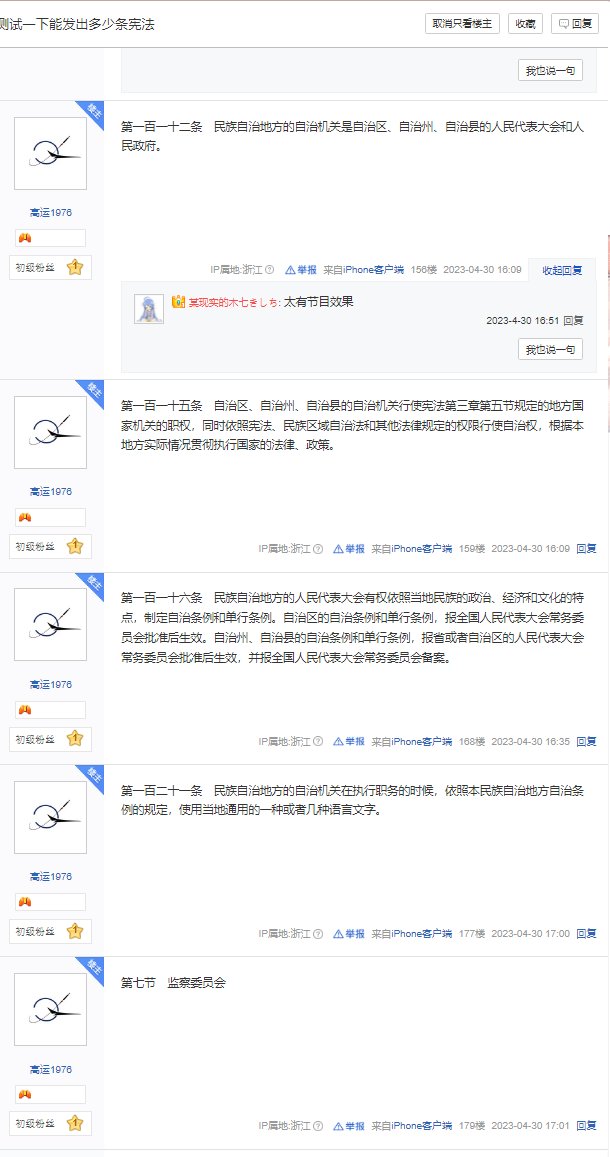 测试一下能发出多少条宪法
取消只看楼主
收藏
回复
我也说一句
楼主
第一百一十二条　民族自治地方的自治机关是自治区、自治州、自治县的人民代表大会和人
民政府。
高运1976
初级粉丝 1
IP属地:浙江 举报 来自iPhone客户端 156楼 2023-04-30 16:09 收起回复
某现实的木七きしち: 太有节目效果
2023-4-30 16:51 回复
我也说一句
楼主
第一百一十五条　自治区、自治州、自治县的自治机关行使宪法第三章第五节规定的地方国
家机关的职权，同时依照宪法、民族区域自治法和其他法律规定的权限行使自治权，根据本
地方实际情况贯彻执行国家的法律、政策。
高运1976
初级粉丝 1
IP属地:浙江 举报 来自iPhone客户端 159楼 2023-04-30 16:09 回复
楼主
第一百一十六条　民族自治地方的人民代表大会有权依照当地民族的政治、经济和文化的特
点，制定自治条例和单行条例。自治区的自治条例和单行条例，报全国人民代表大会常务委
员会批准后生效。自治州、自治县的自治条例和单行条例，报省或者自治区的人民代表大会
常务委员会批准后生效，并报全国人民代表大会常务委员会备案。
高运1976
初级粉丝 1
IP属地:浙江 举报 来自iPhone客户端 168楼 2023-04-30 16:35 回复
楼主
第一百二十一条　民族自治地方的自治机关在执行职务的时候，依照本民族自治地方自治条
例的规定，使用当地通用的一种或者几种语言文字。
高运1976
初级粉丝 1
IP属地:浙江 举报 来自iPhone客户端 177楼 2023-04-30 17:00 回复
楼主
第七节　监察委员会
高运1976
初级粉丝 1
IP属地:浙江 举报 来自iPhone客户端 179楼 2023-04-30 17:01 回复